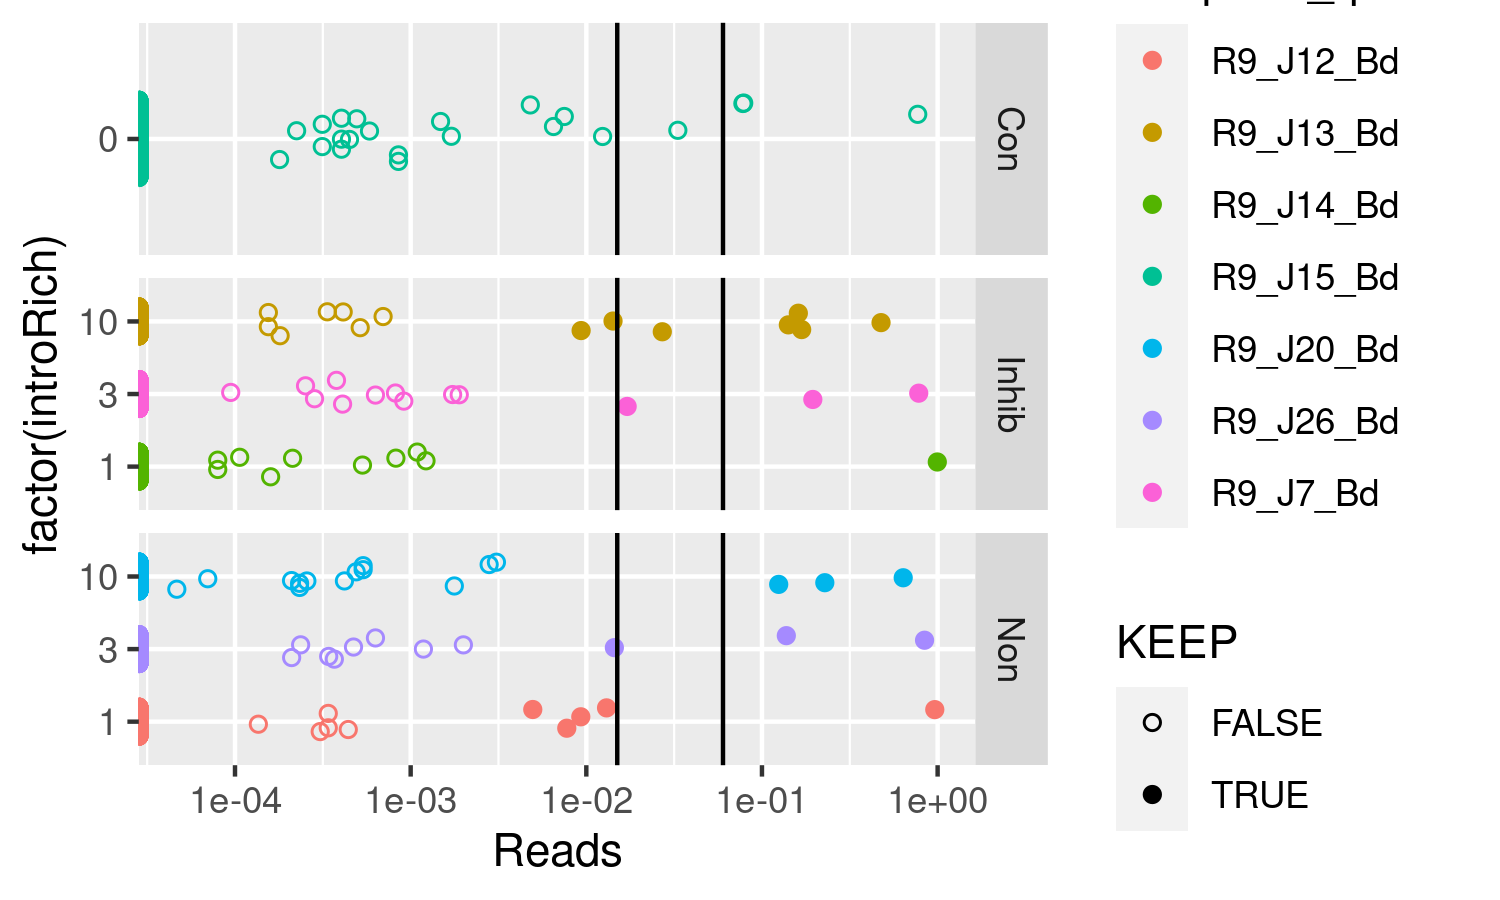 factor(introRich)
0
Con
10
3
1
Inhib
10
3
1
Non
1e-04 1e-03 1e-02 1e-01 1e+00
Reads
R9_J12_Bd
R9_J13_Bd
R9_J14_Bd
R9_J15_Bd
R9_J20_Bd
R9_J26_Bd
R9_J7_Bd
KEEP
FALSE
TRUE